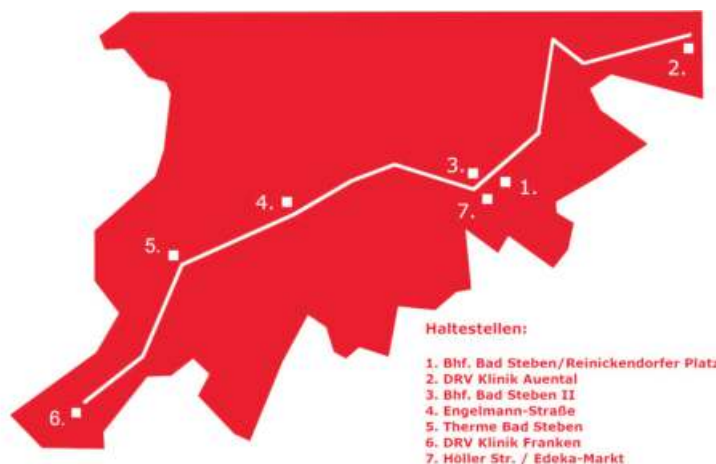 2.
3.
1.
4.
7.
5.
6.
Haltestellen:
1. Bhf. Bad Steben/Reinickendorfer Platz
2. DRV Klinik Auental
3. Bhf. Bad Steben II
4. Engelmann-Straße
5. Therme Bad Steben
6. DRV Klinik Franken
7. Höller Str. / Edeka-Markt